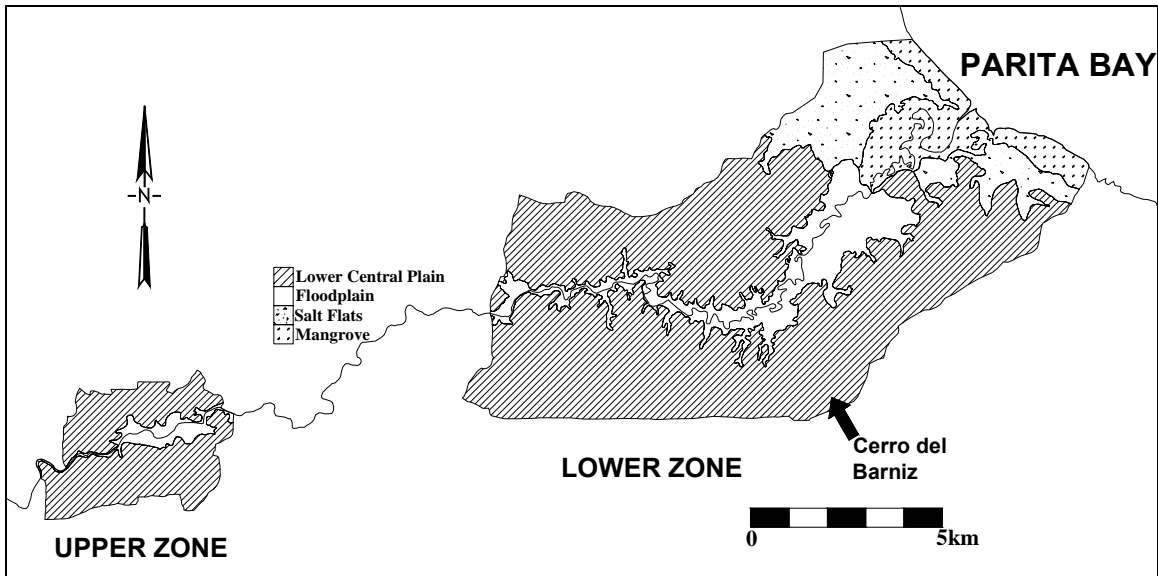 PARITA BAY
-N-
Lower Central Plain
Floodplain
Salt Flats
Mangrove
Cerro del
Barniz
LOWER ZONE
0 5km
UPPER ZONE